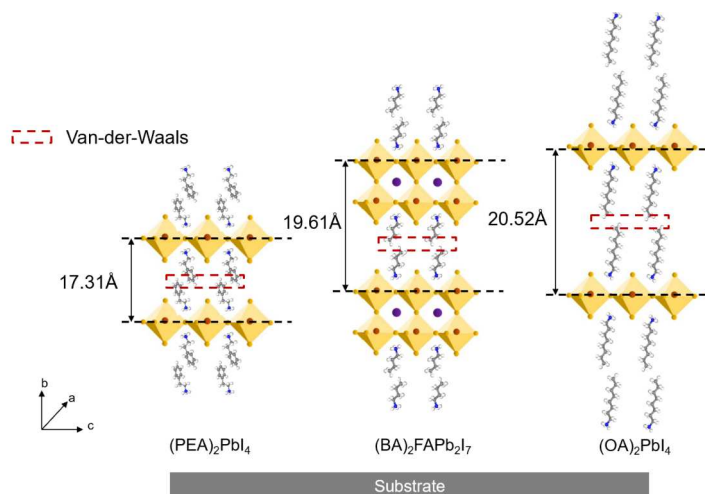 Van-der-Waals
17.31Å
19.61Å
20.52Å
b
a
c
(PEA)₂PbI₄
(BA)₂FAPb₂I₇
(OA)₂PbI₄
Substrate